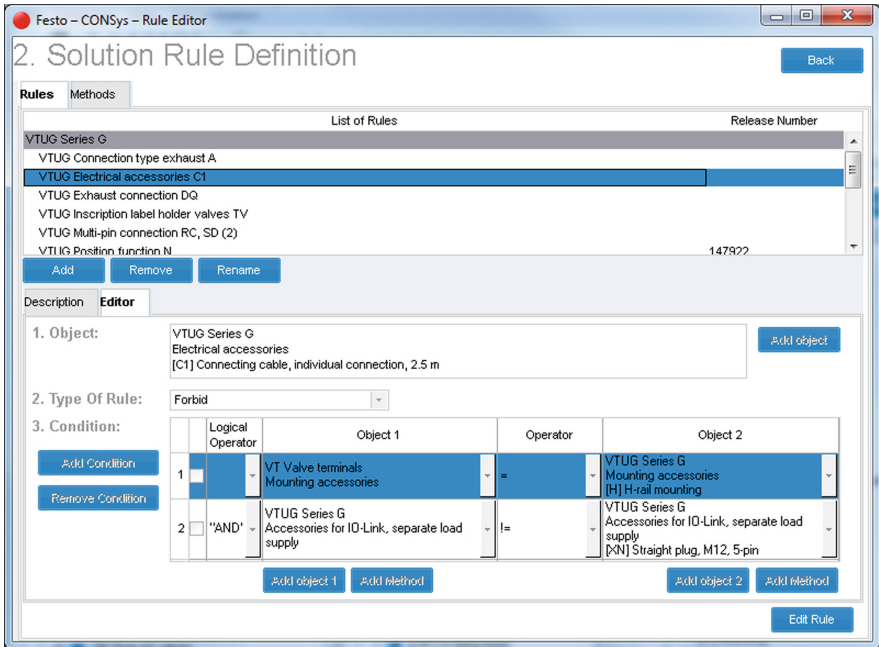 Festo – CONSys – Rule Editor
2. Solution Rule Definition
Back
Rules Methods
List of Rules Release Number
VTUG Series G
VTUG Connection type exhaust A
VTUG Electrical accessories C1
VTUG Exhaust connection DQ
VTUG Inscription label holder valves TV
VTUG Multi-pin connection RC, SD (2)
VTUG Position function N 147922
Add Remove Rename
Description Editor
1. Object:
VTUG Series G
Electrical accessories
[C1] Connecting cable, individual connection, 2.5 m
Add object
2. Type Of Rule: Forbid
3. Condition:
Add Condition
Remove Condition
Logical Operator Object 1 Operator Object 2
1 VT Valve terminals
Mounting accessories
=
VTUG Series G
Mounting accessories
[H] H-rail mounting
2 "AND'
VTUG Series G
Accessories for IO-Link, separate load
supply
!=
VTUG Series G
Accessories for IO-Link, separate load
supply
[XN] Straight plug, M12, 5-pin
Add object 1 Add Method Add object 2 Add Method
Edit Rule